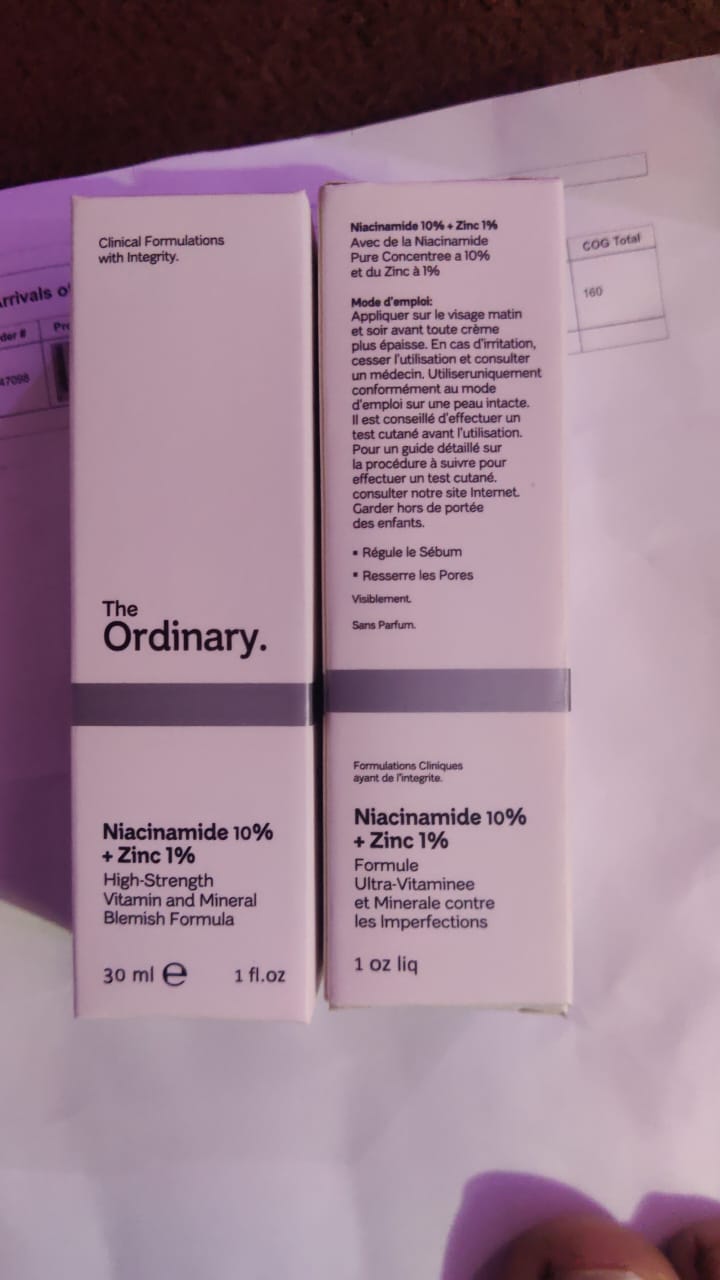 Clinical Formulations
with Integrity.
The
Ordinary.
Niacinamide 10%
+ Zinc 1%
High-Strength
Vitamin and Mineral
Blemish Formula
30 ml e 1 fl.oz
Niacinamide 10% + Zinc 1%
Avec de la Niacinamide
Pure Concentree a 10%
et du Zinc à 1%
Mode d'emploi:
Appliquer sur le visage matin
et soir avant toute crème
plus épaisse. En cas d'irritation,
cesser l'utilisation et consulter
un médecin. Utiliseruniquement
conformément au mode
d'emploi sur une peau intacte.
Il est conseillé d'effectuer un
test cutané avant l'utilisation.
Pour un guide détaillé sur
la procédure à suivre pour
effectuer un test cutané.
consulter notre site Internet.
Garder hors de portée
des enfants.
▪ Régule le Sébum
▪ Resserre les Pores
Visiblement.
Sans Parfum.
Formulations Cliniques
ayant de l'integrite.
Niacinamide 10%
+ Zinc 1%
Formule
Ultra-Vitaminee
et Minerale contre
les Imperfections
1 oz liq
COG Total
160
47098